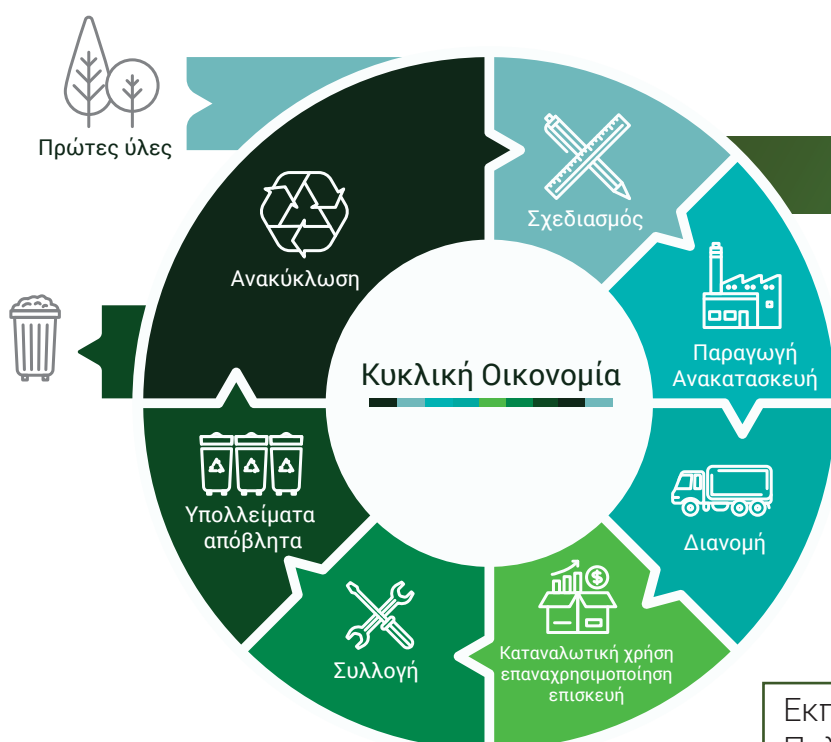 Πρώτες ύλες
Σχεδιασμός
Ανακύκλωση
Παραγωγή
Ανακατασκευή
Κυκλική Οικονομία
Υπολλείματα
απόβλητα
Διανομή
Συλλογή
Καταναλωτική χρήση
επαναχρησιμοποίηση
επισκευή